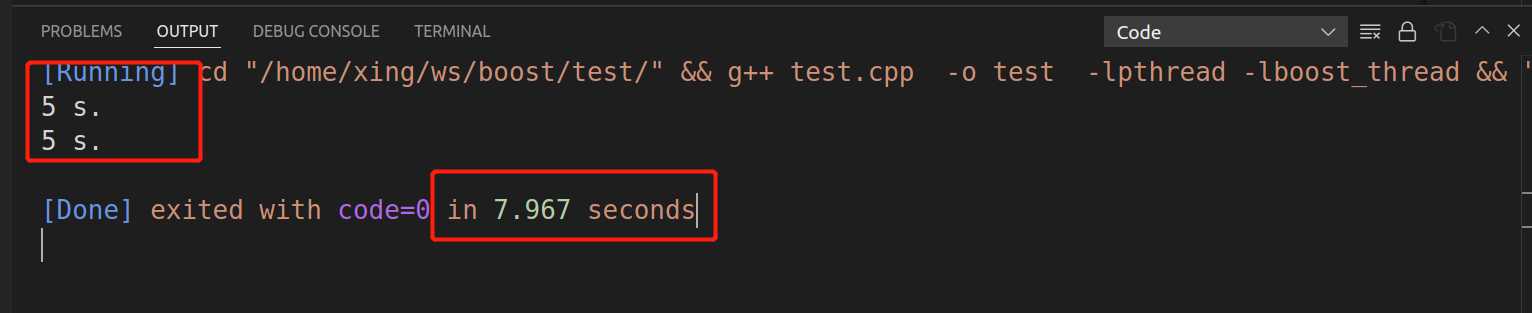 PROBLEMS OUTPUT DEBUG CONSOLE TERMINAL Code
[Running] cd "/home/xing/ws/boost/test/" && g++ test.cpp -o test -lpthread -lboost_thread && "
5 s.
5 s.
[Done] exited with code=0 in 7.967 seconds